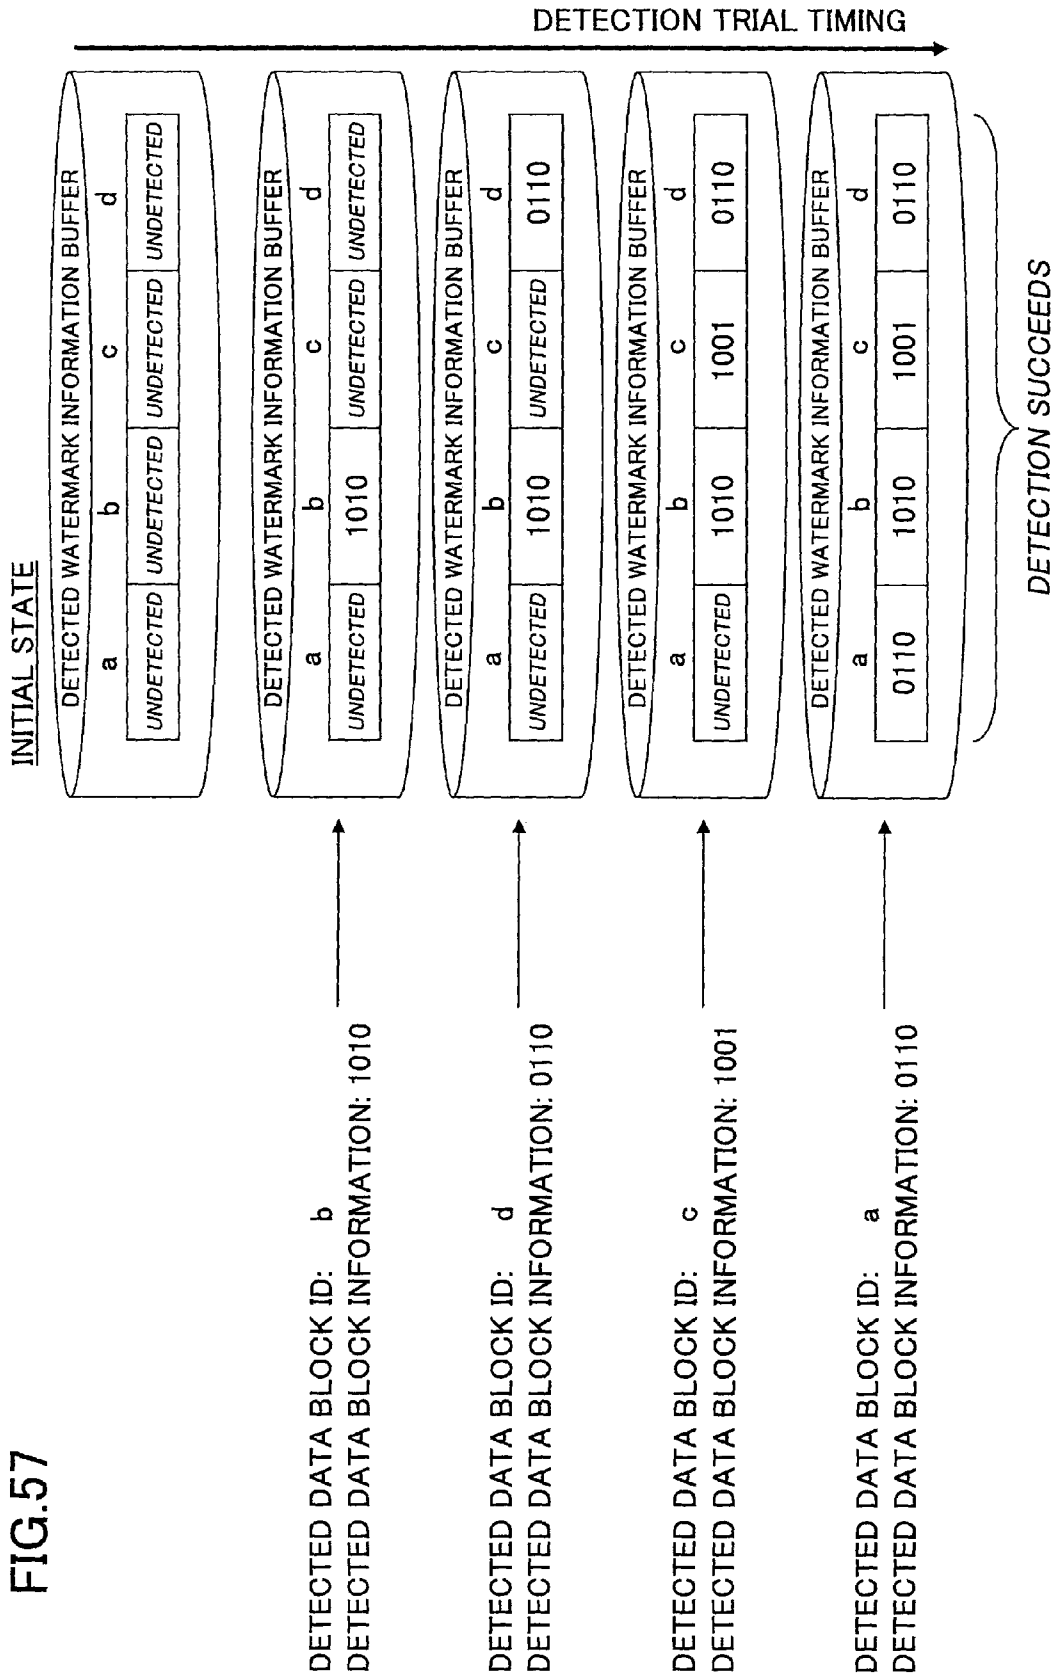 FIG.57
INITIAL STATE
DETECTED WATERMARK INFORMATION BUFFER
a b c d
UNDETECTED UNDETECTED UNDETECTED UNDETECTED
DETECTED DATA BLOCK ID: b
DETECTED DATA BLOCK INFORMATION: 1010
DETECTED WATERMARK INFORMATION BUFFER
a b c d
UNDETECTED 1010 UNDETECTED UNDETECTED
DETECTED DATA BLOCK ID: d
DETECTED DATA BLOCK INFORMATION: 0110
DETECTED WATERMARK INFORMATION BUFFER
a b c d
UNDETECTED 1010 UNDETECTED 0110
DETECTED DATA BLOCK ID: c
DETECTED DATA BLOCK INFORMATION: 1001
DETECTED WATERMARK INFORMATION BUFFER
a b c d
UNDETECTED 1010 1001 0110
DETECTED DATA BLOCK ID: a
DETECTED DATA BLOCK INFORMATION: 0110
DETECTED WATERMARK INFORMATION BUFFER
a b c d
0110 1010 1001 0110
DETECTION SUCCEEDS
DETECTION TRIAL TIMING